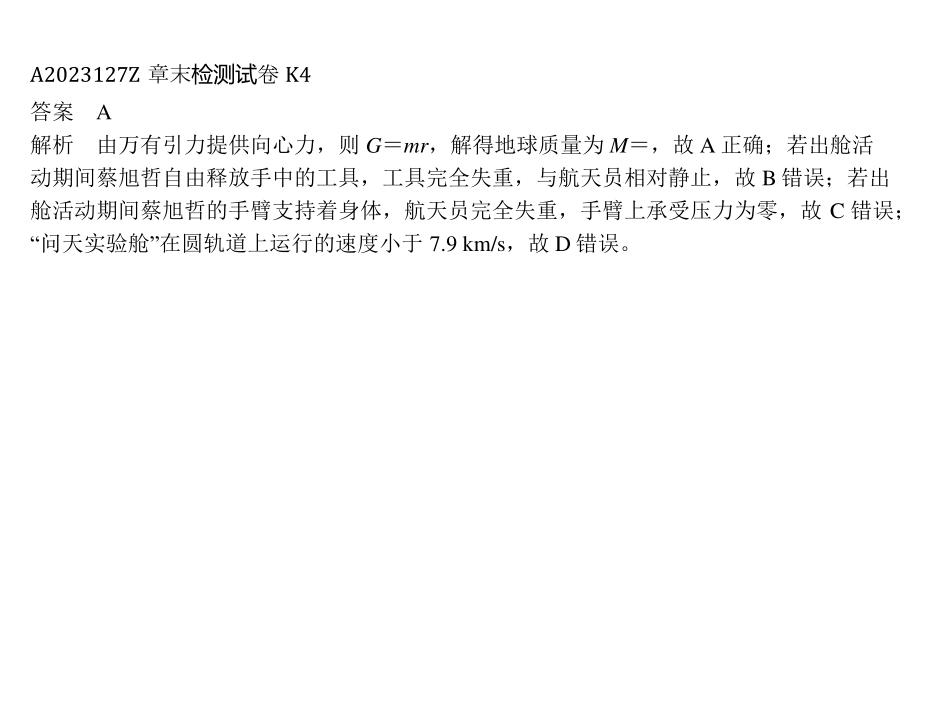 A2023127Z 章末检测试卷 K4
答案　A
解析　由万有引力提供向心力，则 G＝mr，解得地球质量为 M＝，故 A 正确；若出舱活
动期间蔡旭哲自由释放手中的工具，工具完全失重，与航天员相对静止，故 B 错误；若出
舱活动期间蔡旭哲的手臂支持着身体，航天员完全失重，手臂上承受压力为零，故 C 错误；
“问天实验舱”在圆轨道上运行的速度小于 7.9 km/s，故 D 错误。